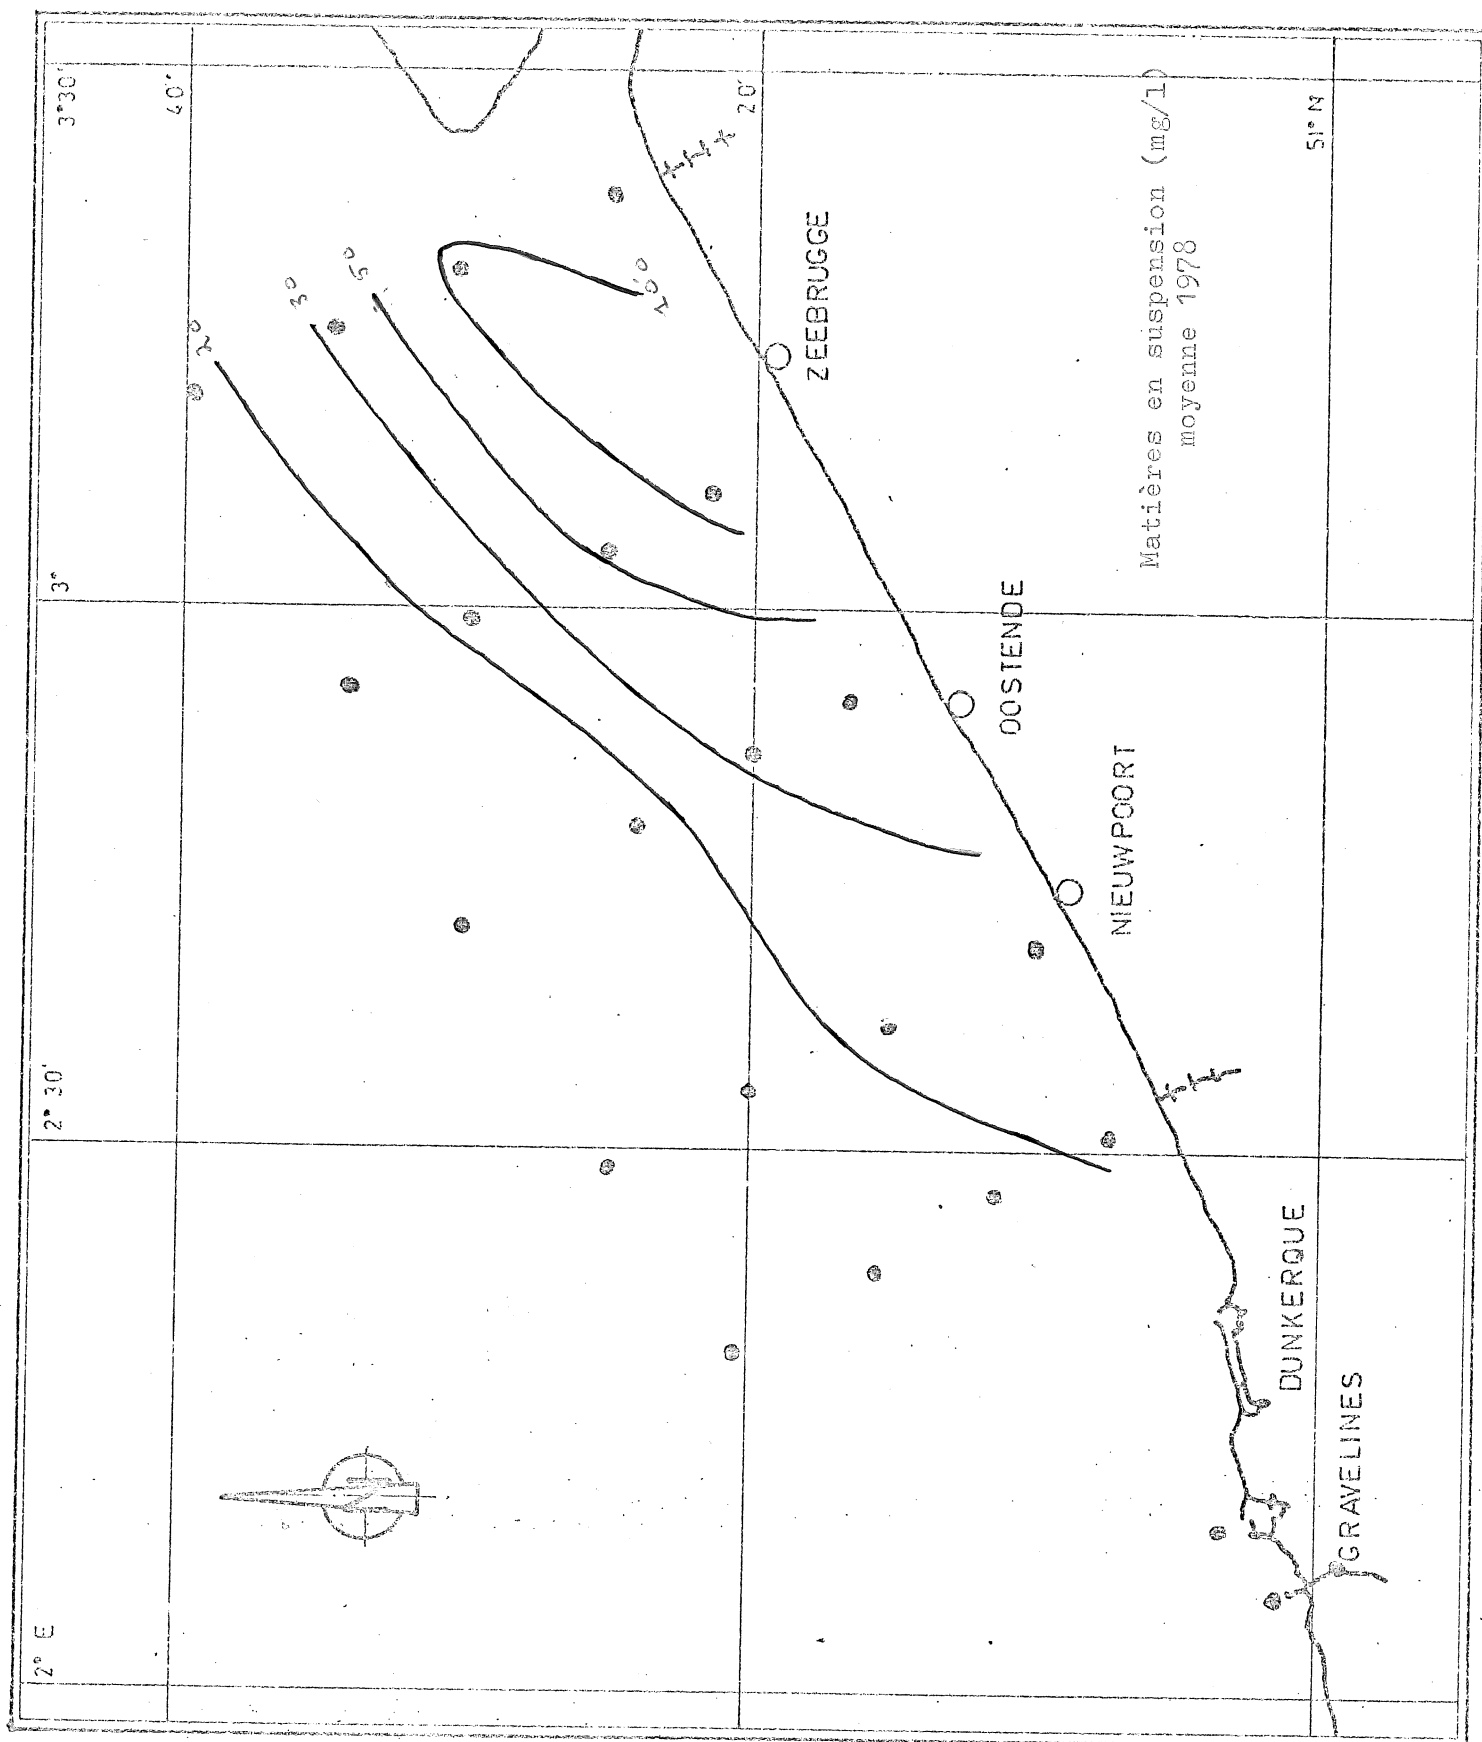 2° E
2° 30'
3°
3°30'
40'
20'
51° N
20
30
50
100
ZEEBRUGGE
OOSTENDE
NIEUWPOORT
DUNKERQUE
GRAVELINES
Matières en suspension (mg/l)
moyenne 1978